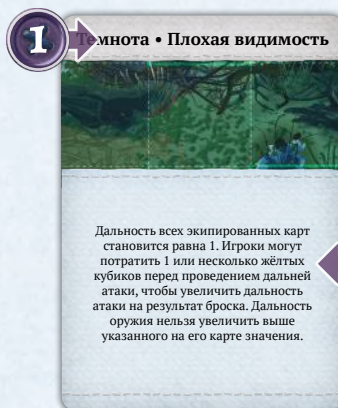 1
Темнота • Плохая видимость
Дальность всех экипированных карт
становится равна 1. Игроки могут
потратить 1 или несколько жёлтых
кубиков перед проведением дальней
атаки, чтобы увеличить дальность
атаки на результат броска. Дальность
оружия нельзя увеличить выше
указанного на его карте значения.